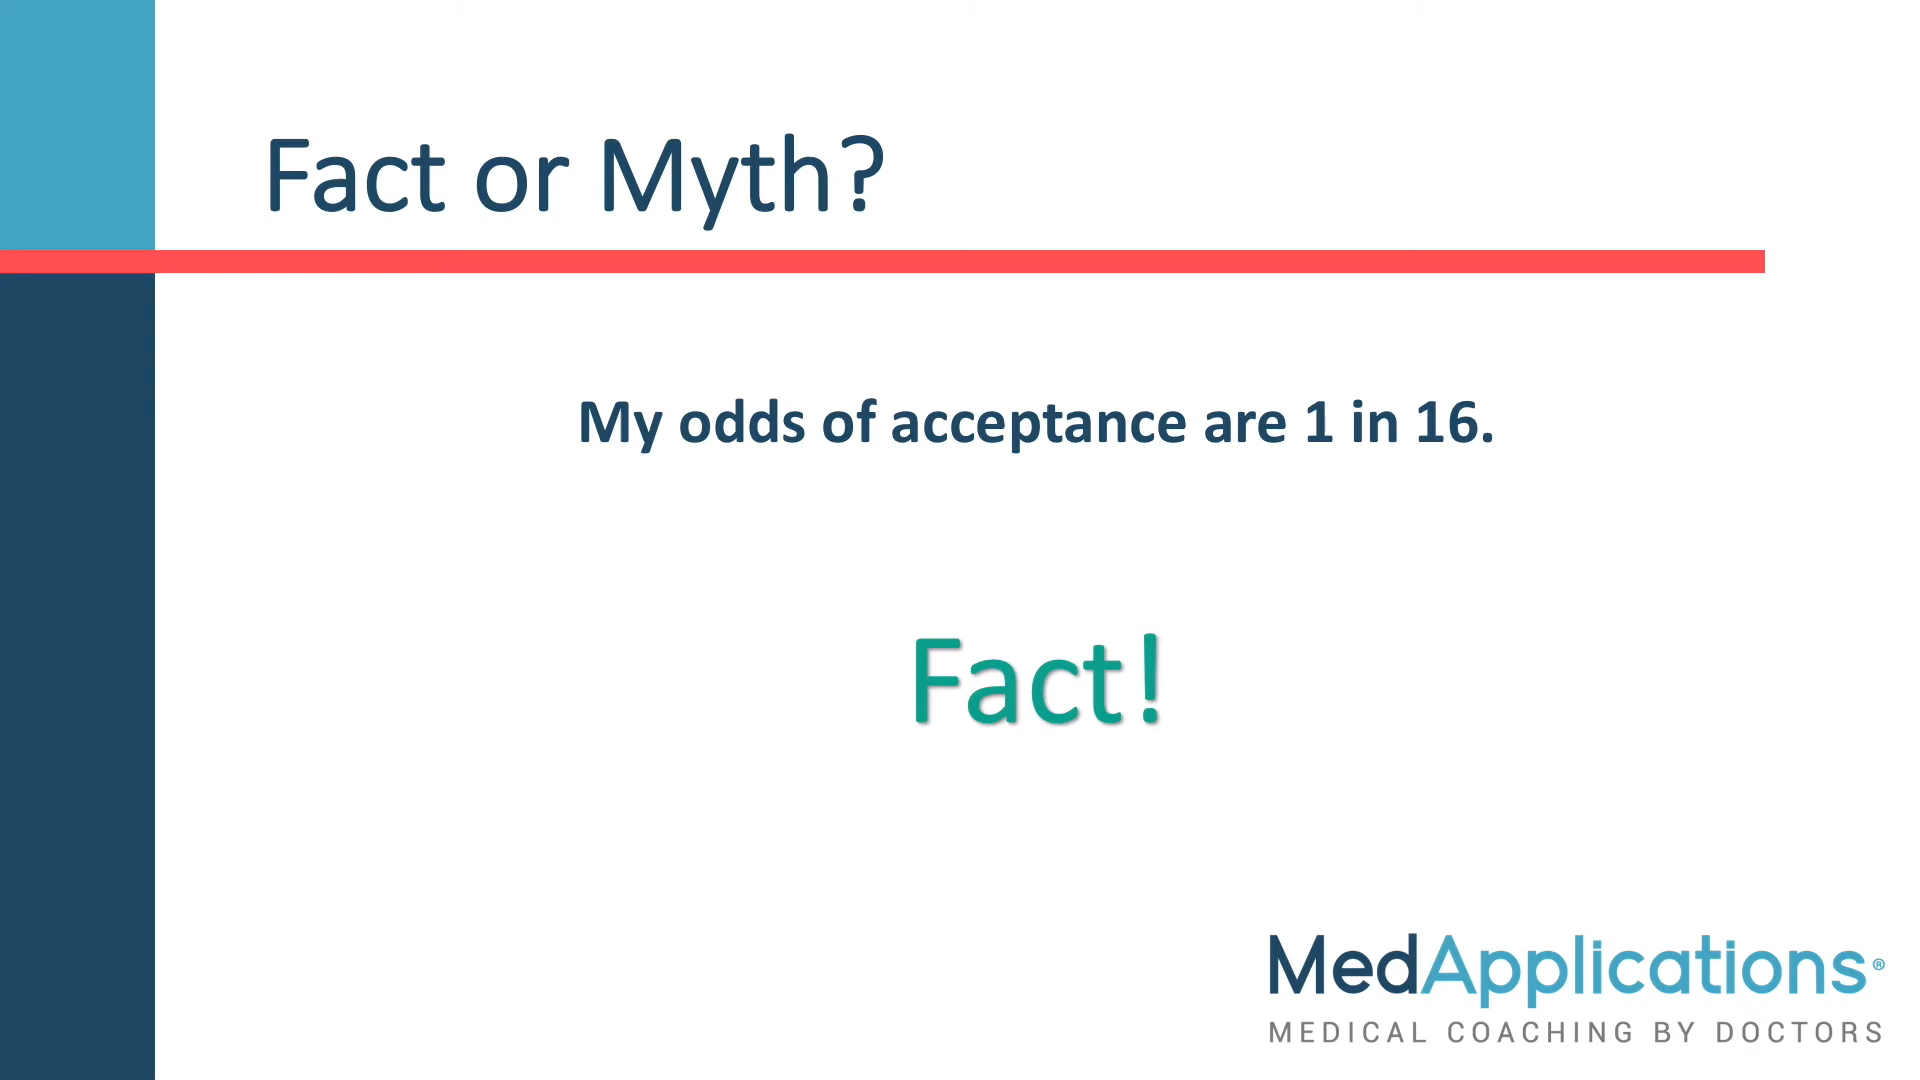 Fact or Myth?
My odds of acceptance are 1 in 16.
Fact!
MedApplications®
MEDICAL COACHING BY DOCTORS